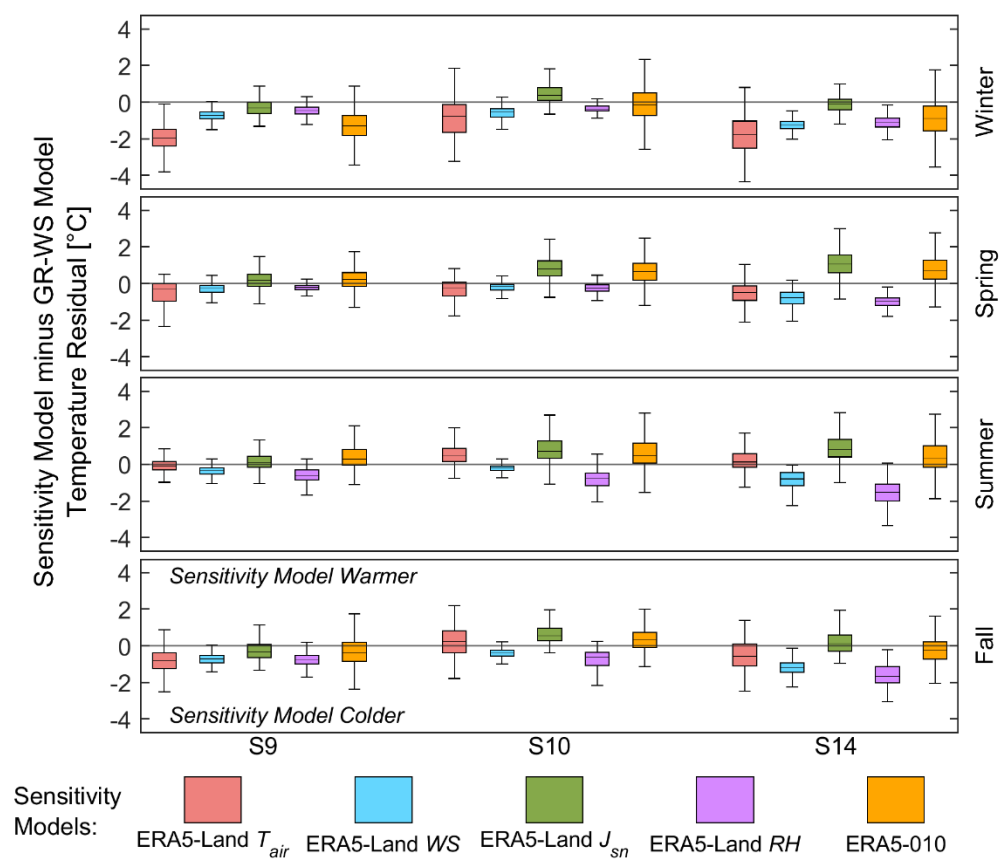 Sensitivity Model minus GR-WS Model
Temperature Residual [°C]
4
2
0
-2
-4
Winter
4
2
0
-2
-4
Spring
4
2
0
-2
-4
Summer
4
2
0
-2
-4
Fall
Sensitivity Model Warmer
Sensitivity Model Colder
S9 S10 S14
Sensitivity
Models:
ERA5-Land Tair ERA5-Land WS ERA5-Land Jsn ERA5-Land RH ERA5-010